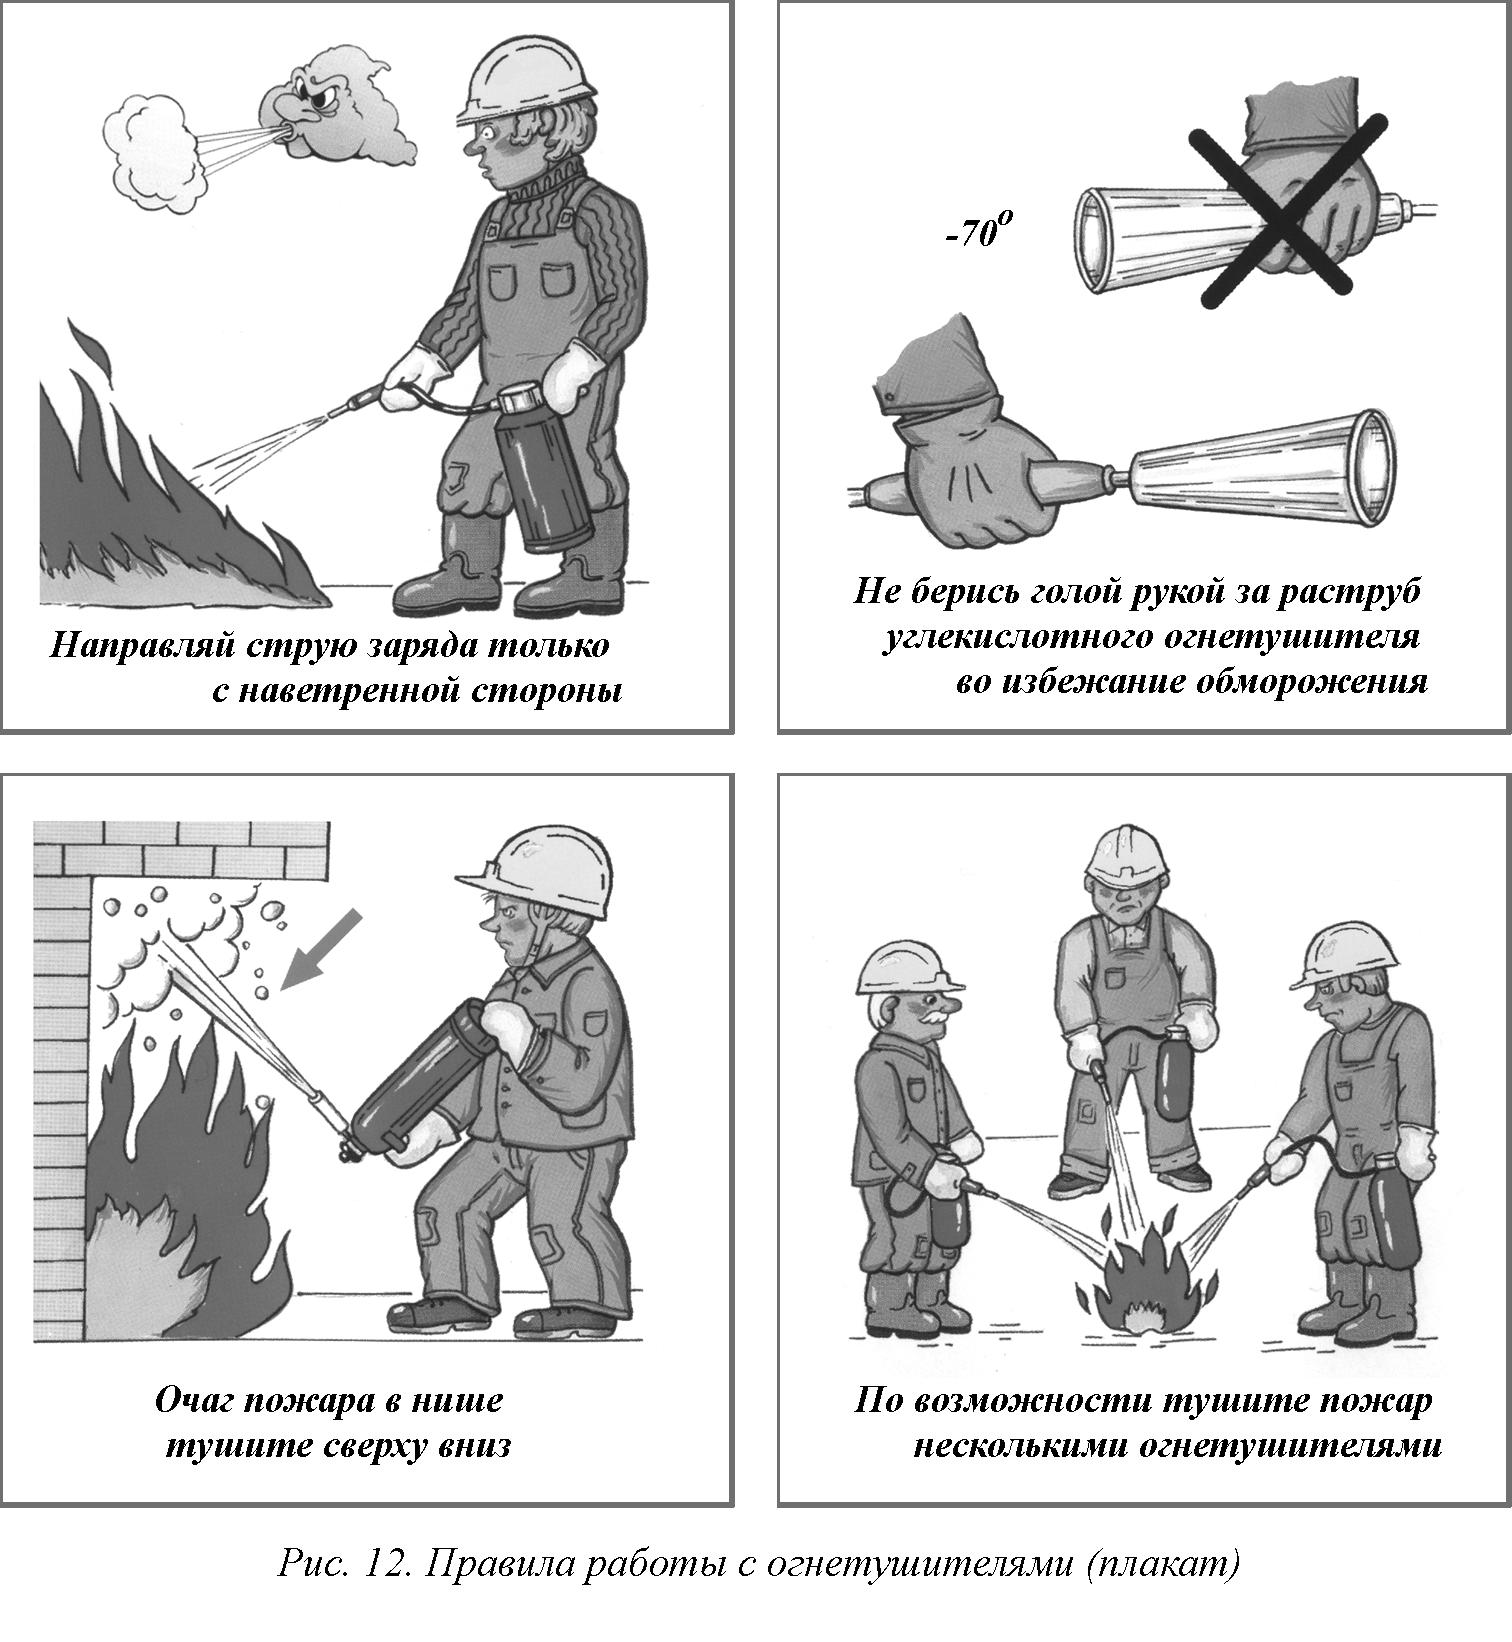 Направляй струю заряда только
с наветренной стороны
-70°
Не берись голой рукой за раструб
углекислотного огнетушителя
во избежание обморожения
Очаг пожара в нише
тушите сверху вниз
По возможности тушите пожар
несколькими огнетушителями
Рис. 12. Правила работы с огнетушителями (плакат)